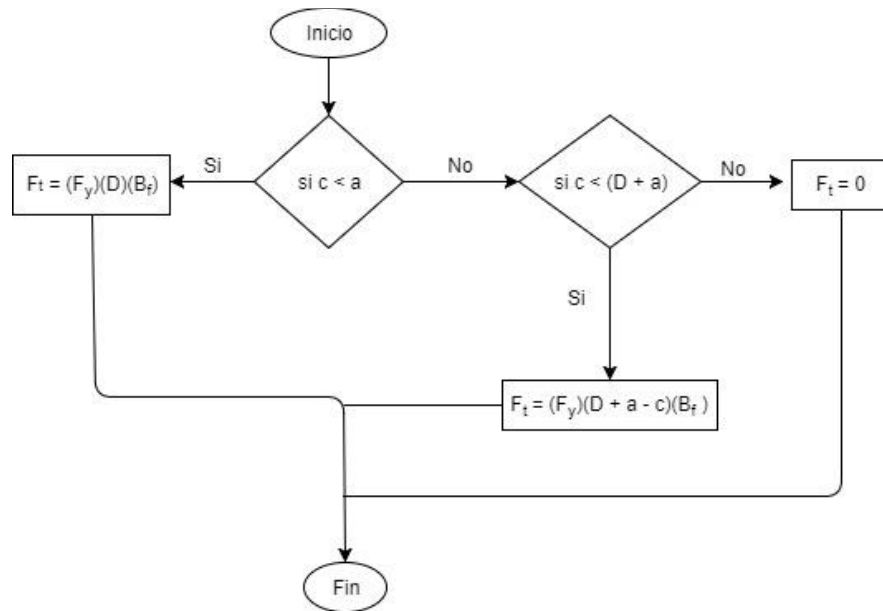 Inicio
Si
si c < a
No
si c < (D + a)
No
Ft = (Fy)(D)(Bf)
Ft = 0
Si
Ft = (Fy)(D + a - c)(Bf )
Fin